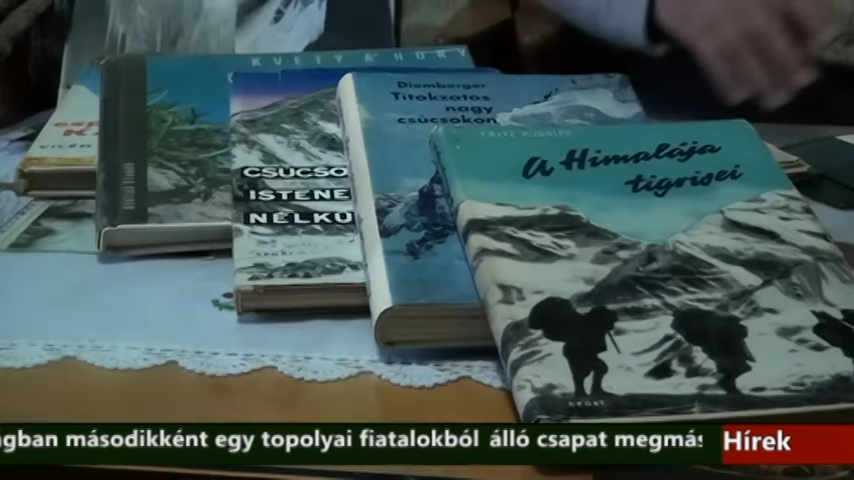 KVETY A HORY
Diemberger
Titokzatos
nagy
csúcsokon
CSÚCSO
ISTENE
NÉLKÜ
SPORT
FRITZ RUDOLPH
A Himalája
tigrisei
SPORT
gban másodikként egy topolyai fiatalokból álló csapat megmás
Hírek